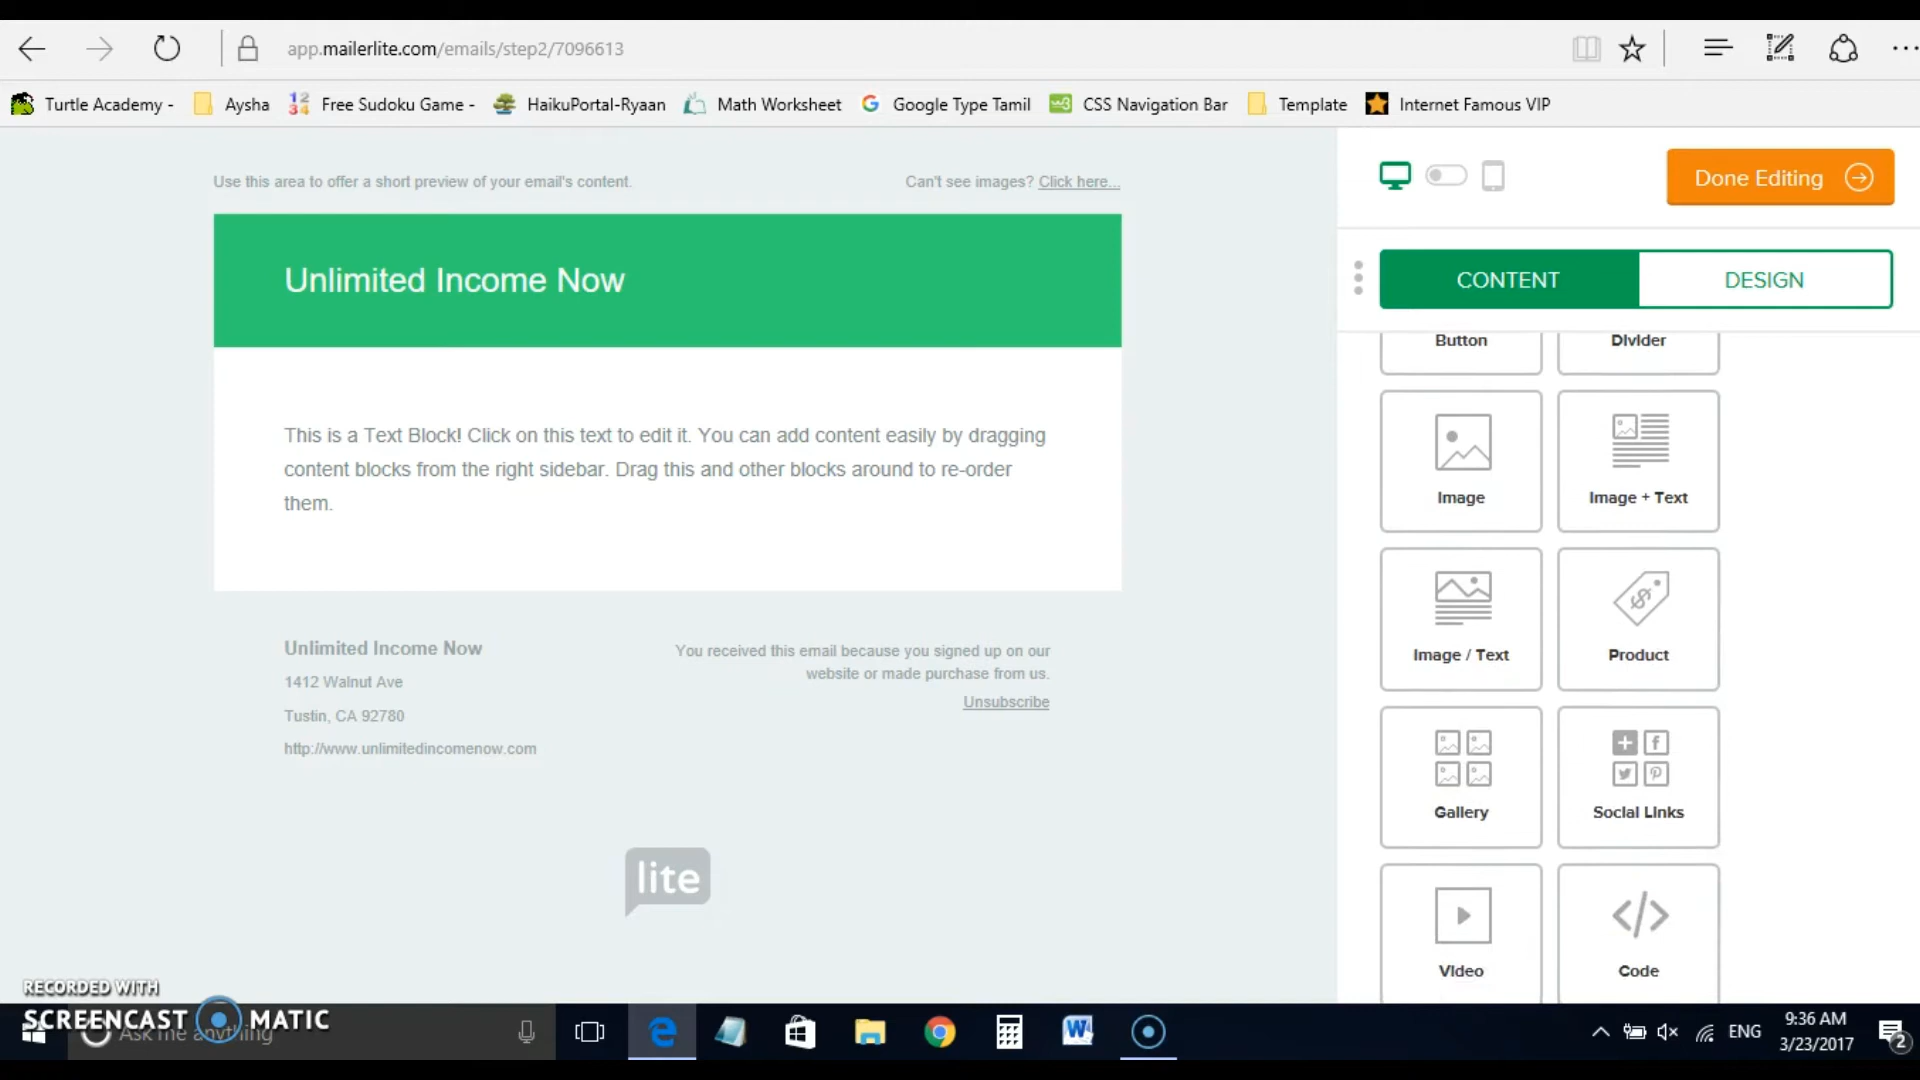 app.mailerlite.com/emails/step2/7096613
Turtle Academy - Aysha Free Sudoku Game - HaikuPortal-Ryaan Math Worksheet Google Type Tamil CSS Navigation Bar Template Internet Famous VIP
Use this area to offer a short preview of your email's content.
Can't see images? Click here...
Done Editing
Unlimited Income Now
CONTENT
DESIGN
Button
Divider
This is a Text Block! Click on this text to edit it. You can add content easily by dragging
content blocks from the right sidebar. Drag this and other blocks around to re-order
them.
Image
Image + Text
Image / Text
Product
Unlimited Income Now
1412 Walnut Ave
Tustin, CA 92780
http://www.unlimitedincomenow.com
You received this email because you signed up on our
website or made purchase from us.
Unsubscribe
Gallery
Social Links
lite
Video
Code
RECORDED WITH
SCREENCAST MATIC
Ask me anything
ENG
9:36 AM
3/23/2017
2